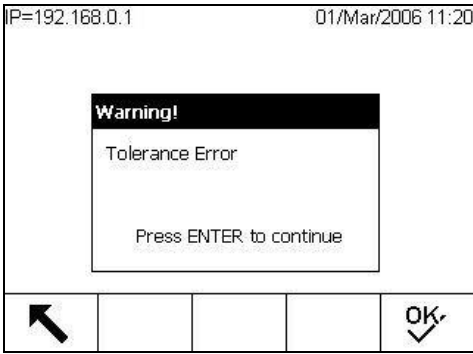 IP=192.168.0.1 01/Mar/2006 11:20
Warning!
Tolerance Error
Press ENTER to continue
OK